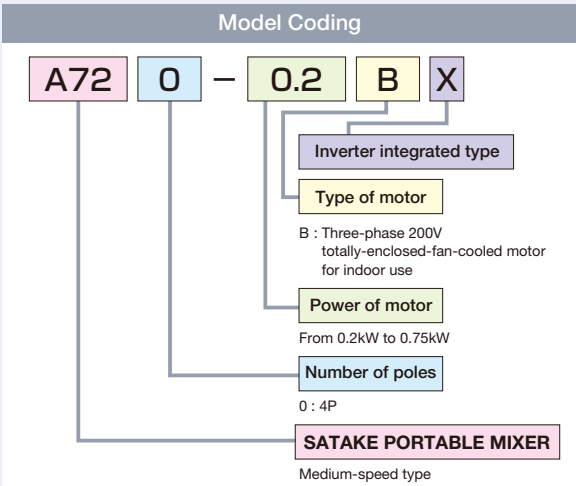 Model Coding
A72 0 – 0.2 B X
Inverter integrated type
Type of motor
B : Three-phase 200V
totally-enclosed-fan-cooled motor
for indoor use
Power of motor
From 0.2kW to 0.75kW
Number of poles
0 : 4P
SATAKE PORTABLE MIXER
Medium-speed type